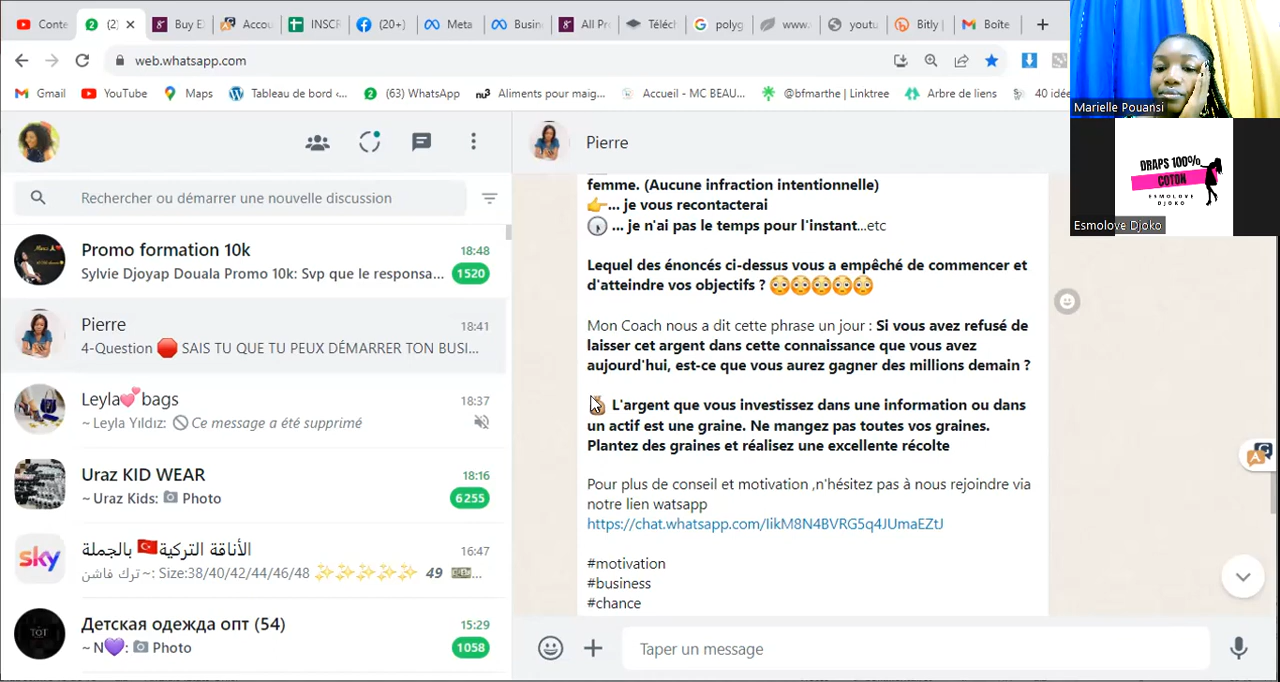 Conte
(2)
Buy E
Accou
INSCR
(20+)
Meta
Busin
All Pr
Téléc
polyg
www.
youtu
Bitly |
Boîte
web.whatsapp.com
Gmail
YouTube
Maps
Tableau de bord ‹...
(63) WhatsApp
Aliments pour maig...
Accueil - MC BEAU...
@bfmarthe | Linktree
Arbre de liens
40 idée
Marielle Pouansi
DRAPS 100%
COTON
ESMOLOVE
DJOKO
Esmolove Djoko
Pierre
Rechercher ou démarrer une nouvelle discussion
Promo formation 10k
18:48
Sylvie Djoyap Douala Promo 10k: Svp que le responsa...
1520
Pierre
18:41
4-Question 🛑 SAIS TU QUE TU PEUX DÉMARRER TON BUSI...
Leyla💕bags
18:37
~ Leyla Yıldız: Ce message a été supprimé
Uraz KID WEAR
18:16
~ Uraz Kids: Photo
6255
sky
الأناقة التركية🇹🇷 بالجملة
16:47
ترك فاشن ~: Size:38/40/42/44/46/48 ✨✨✨✨✨ 49 💵...
TOT
Детская одежда опт (54)
15:29
~ N💜: Photo
1058
femme. (Aucune infraction intentionnelle)
👉... je vous recontacterai
🕡 ... je n'ai pas le temps pour l'instant...etc
Lequel des énoncés ci-dessus vous a empêché de commencer et
d'atteindre vos objectifs ? 😳😳😳😳😳
Mon Coach nous a dit cette phrase un jour : Si vous avez refusé de
laisser cet argent dans cette connaissance que vous avez
aujourd'hui, est-ce que vous aurez gagner des millions demain ?
💰 L'argent que vous investissez dans une information ou dans
un actif est une graine. Ne mangez pas toutes vos graines.
Plantez des graines et réalisez une excellente récolte
Pour plus de conseil et motivation ,n'hésitez pas à nous rejoindre via
notre lien watsapp
https://chat.whatsapp.com/IikM8N4BVRG5q4JUmaEZtJ
#motivation
#business
#chance
Taper un message